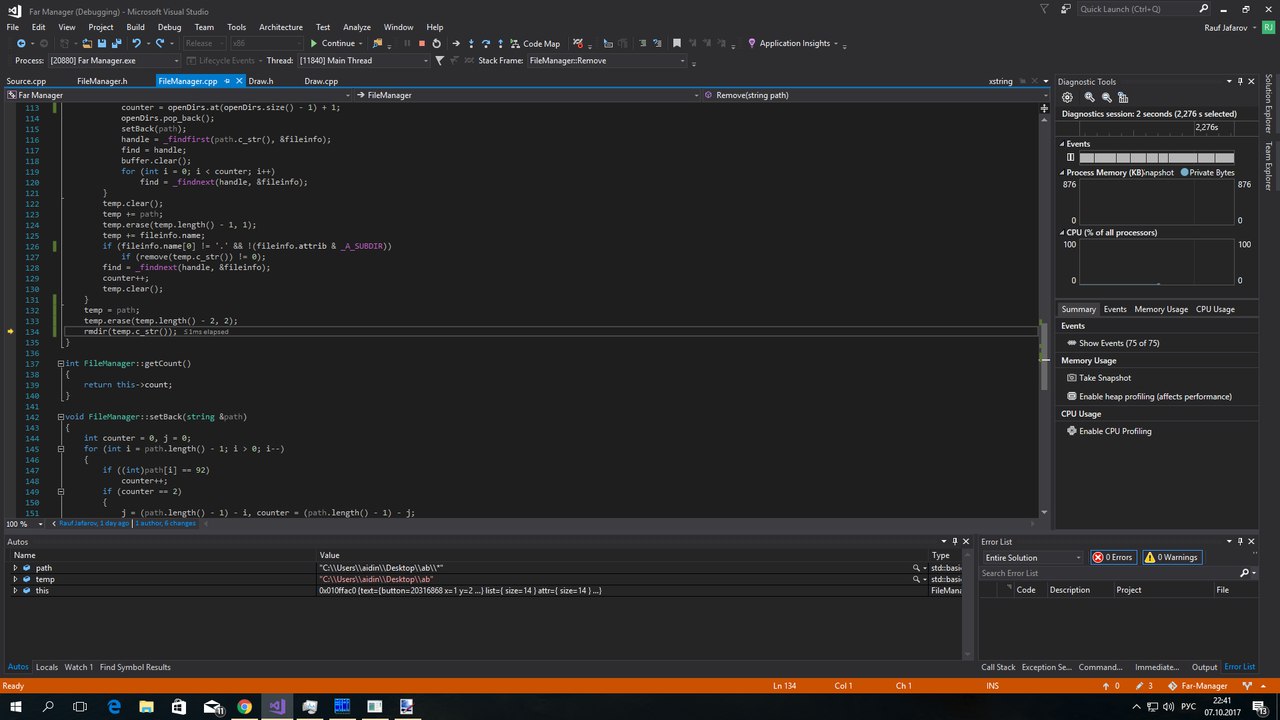 Far Manager (Debugging) - Microsoft Visual Studio
Quick Launch (Ctrl+Q)
File Edit View Project Build Debug Team Tools Architecture Test Analyze Window Help
Rauf Jafarov RJ
Release x86 Continue Code Map Application Insights
Process: [20880] Far Manager.exe Lifecycle Events Thread: [11840] Main Thread Stack Frame: FileManager::Remove
Source.cpp FileManager.h FileManager.cpp Draw.h Draw.cpp xstring
Far Manager FileManager Remove(string path)
113 counter = openDirs.at(openDirs.size() - 1) + 1;
114 openDirs.pop_back();
115 setBack(path);
116 handle = _findfirst(path.c_str(), &fileinfo);
117 find = handle;
118 buffer.clear();
119 for (int i = 0; i < counter; i++)
120 find = _findnext(handle, &fileinfo);
121 }
122 temp.clear();
123 temp += path;
124 temp.erase(temp.length() - 1, 1);
125 temp += fileinfo.name;
126 if (fileinfo.name[0] != '.' && !(fileinfo.attrib & _A_SUBDIR))
127 if (remove(temp.c_str()) != 0);
128 find = _findnext(handle, &fileinfo);
129 counter++;
130 temp.clear();
131 }
132 temp = path;
133 temp.erase(temp.length() - 2, 2);
134 rmdir(temp.c_str()); ≤1ms elapsed
135 }
136
137 int FileManager::getCount()
138 {
139 return this->count;
140 }
141
142 void FileManager::setBack(string &path)
143 {
144 int counter = 0, j = 0;
145 for (int i = path.length() - 1; i > 0; i--)
146 {
147 if ((int)path[i] == 92)
148 counter++;
149 if (counter == 2)
150 {
151 j = (path.length() - 1) - i, counter = (path.length() - 1) - j;
100 % Rauf Jafarov, 1 day ago | 1 author, 6 changes
Diagnostic Tools
Diagnostics session: 2 seconds (2,276 s selected)
2,276s
Events
Process Memory (KB) napshot Private Bytes
876 876
0 0
CPU (% of all processors)
100 100
0 0
Summary Events Memory Usage CPU Usage
Events
Show Events (75 of 75)
Memory Usage
Take Snapshot
Enable heap profiling (affects performance)
CPU Usage
Enable CPU Profiling
Solution Explorer
Team Explorer
Autos
Name Value Type
path "C:\\Users\\aidin\\Desktop\\ab\\*" std::basic
temp "C:\\Users\\aidin\\Desktop\\ab" std::basic
this 0x010ffac0 {text={button=20316868 x=1 y=2 ...} list={ size=14 } attr={ size=14 } ...} FileMana
Autos Locals Watch 1 Find Symbol Results
Error List
Entire Solution 0 Errors 0 Warnings
Search Error List
Code Description Project File
Call Stack Exception Se... Command... Immediate... Output Error List
Ready Ln 134 Col 1 Ch 1 INS 0 3 Far-Manager
11 РУС 22:41
07.10.2017 13